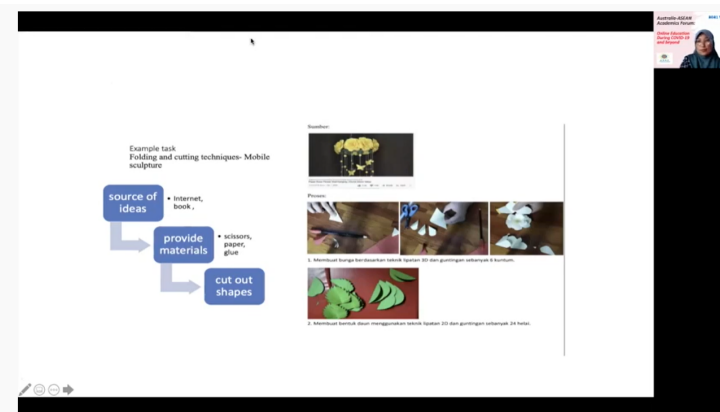 Australia-ASEAN
Academics Forum:
Online Education
During COVID-19
and beyond
Example task
Folding and cutting techniques- Mobile
sculpture
source of
ideas
• Internet,
book ,
provide
materials
• scissors,
paper,
glue
cut out
shapes
Sumber:
Proses:
1. Membuat bunga berdasarkan teknik lipatan 3D dan guntingan sebanyak 6 kuntum.
2. Membuat bentuk daun menggunakan teknik lipatan 2D dan guntingan sebanyak 24 helai.